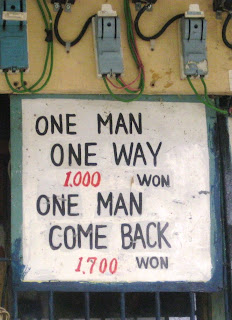 ONE MAN
ONE WAY
1.000 WON
ONE MAN
COME BACK
1.700 WON